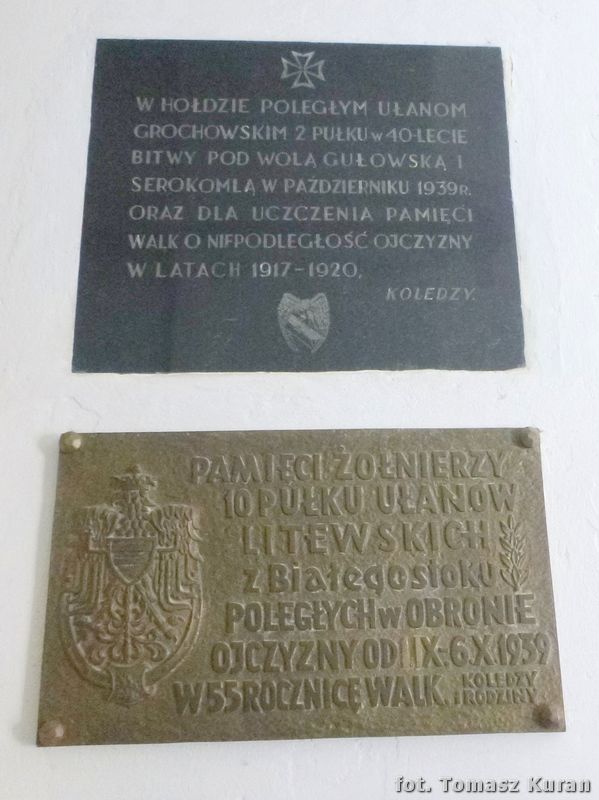 W HOŁDZIE POLEGŁYM UŁANOM
GROCHOWSKIM 2 PUŁKU w 40-LECIE
BITWY POD WOLĄ GUŁOWSKĄ I
SEROKOMLĄ W PAŹDZIERNIKU 1939R.
ORAZ DLA UCZCZENIA PAMIĘCI
WALK O NIEPODLEGŁOŚĆ OJCZYZNY
W LATACH 1917-1920.
KOLEDZY.
PAMIĘCI ŻOŁNIERZY
10 PUŁKU UŁANÓW
LITEWSKICH
z Białegostoku
POLEGŁYCH w OBRONIE
OJCZYZNY OD 1 IX-6.X.1939
W 55 ROCZNICĘ WALK.
KOLEDZY
i RODZINY
fot. Tomasz Kuran